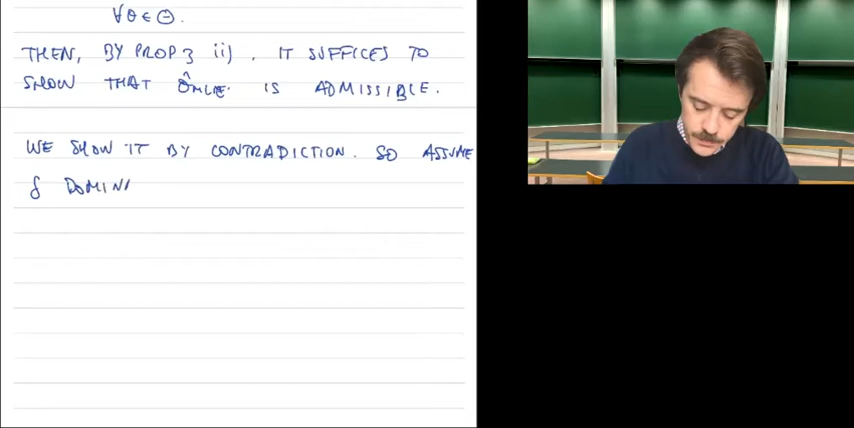 ∀θ ∈ Θ.
THEN, BY PROP 3 ii). IT SUFFICES TO
SHOW THAT θ̂MLE IS ADMISSIBLE.
WE SHOW IT BY CONTRADICTION. SO ASSUME
δ DOMIN